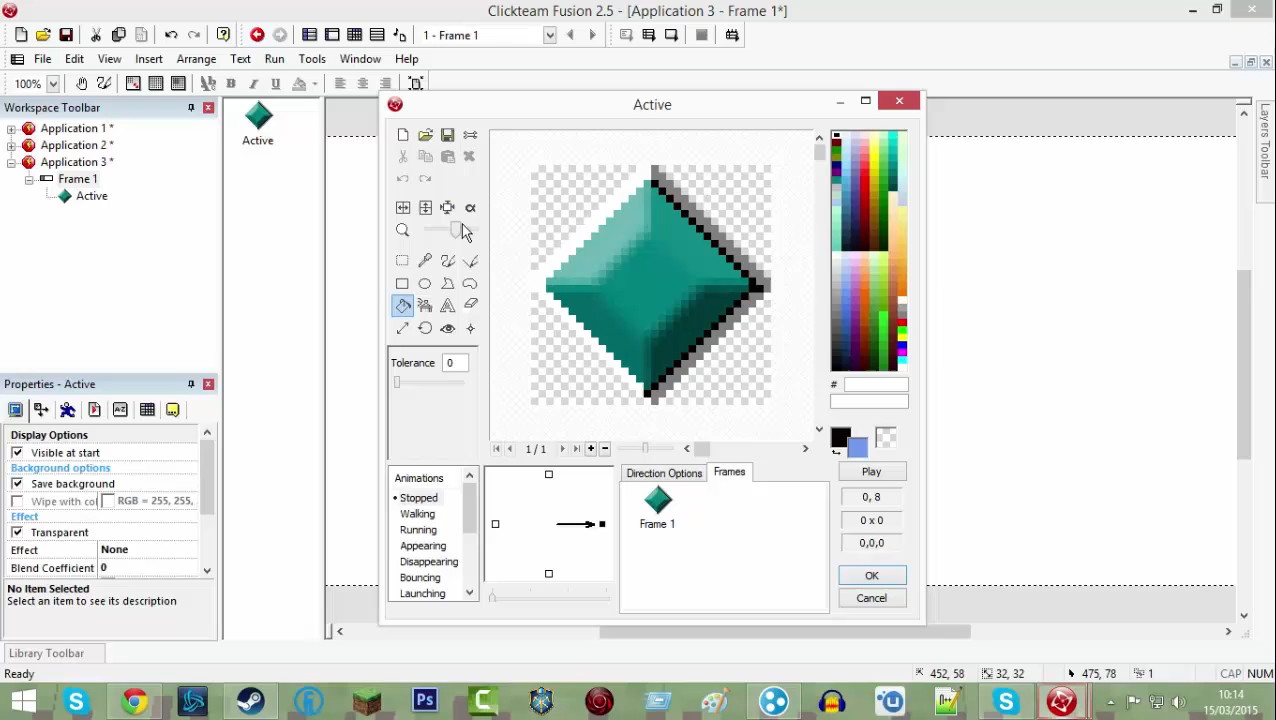 Clickteam Fusion 2.5 - [Application 3 - Frame 1*]
1 - Frame 1
File Edit View Insert Arrange Text Run Tools Window Help
100%
Workspace Toolbar
Application 1 *
Application 2 *
Application 3 *
Frame 1
Active
Active
Active
Layers Toolbar
Tolerance 0
#
1 / 1
Play
0, 8
0 x 0
0,0,0
OK
Cancel
Animations
Stopped
Walking
Running
Appearing
Disappearing
Bouncing
Launching
Direction Options
Frames
Frame 1
Properties - Active
Display Options
Visible at start
Background options
Save background
Wipe with col RGB = 255, 255,
Effect
Transparent
Effect None
Blend Coefficient 0
No Item Selected
Select an item to see its description
Library Toolbar
Ready
452, 58
32, 32
475, 78
1
CAP NUM
10:14
15/03/2015